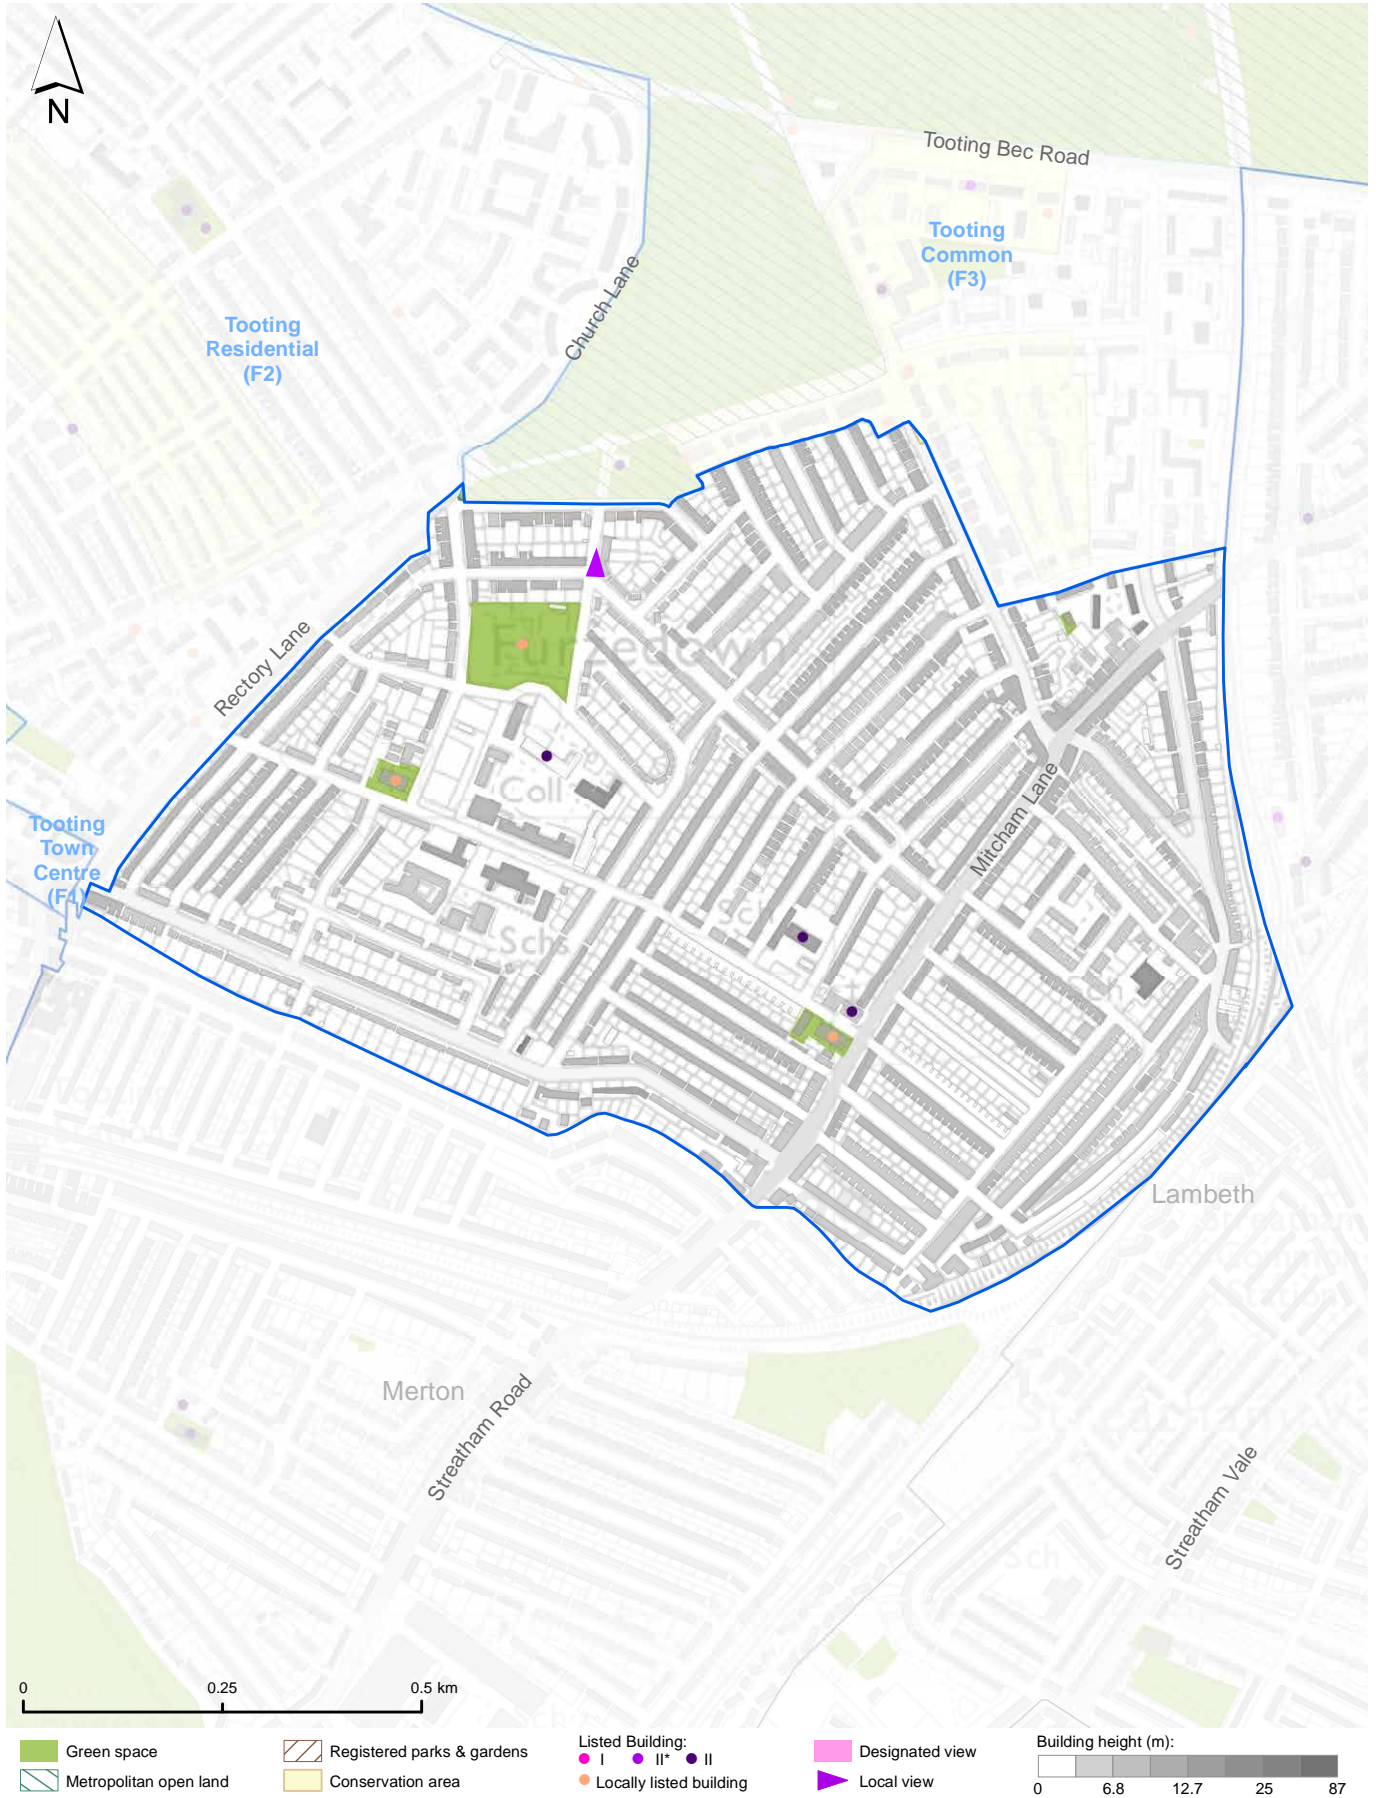 N
Tooting Bec Road
Tooting
Common
(F3)
Church Lane
Tooting
Residential
(F2)
Furzedown
Rectory Lane
Coll
Mitcham Lane
Tooting
Town
Centre
(F1)
Sch
Sch
Sch
Lambeth
Merton
Streatham Road
Streatham Vale
Sch
0
0.25
0.5 km
Green space
Metropolitan open land
Registered parks & gardens
Conservation area
Listed Building:
I
II*
II
Locally listed building
Designated view
Local view
Building height (m):
0
6.8
12.7
25
87